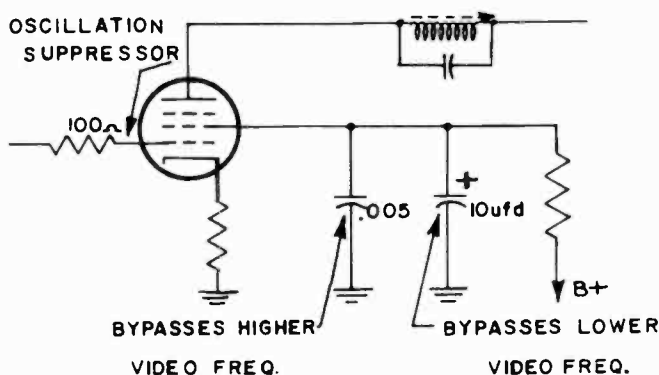 OSCILLATION
SUPPRESSOR
100Ω
+
.005
10ufd
B+
BYPASSES HIGHER
VIDEO FREQ.
BYPASSES LOWER
VIDEO FREQ.